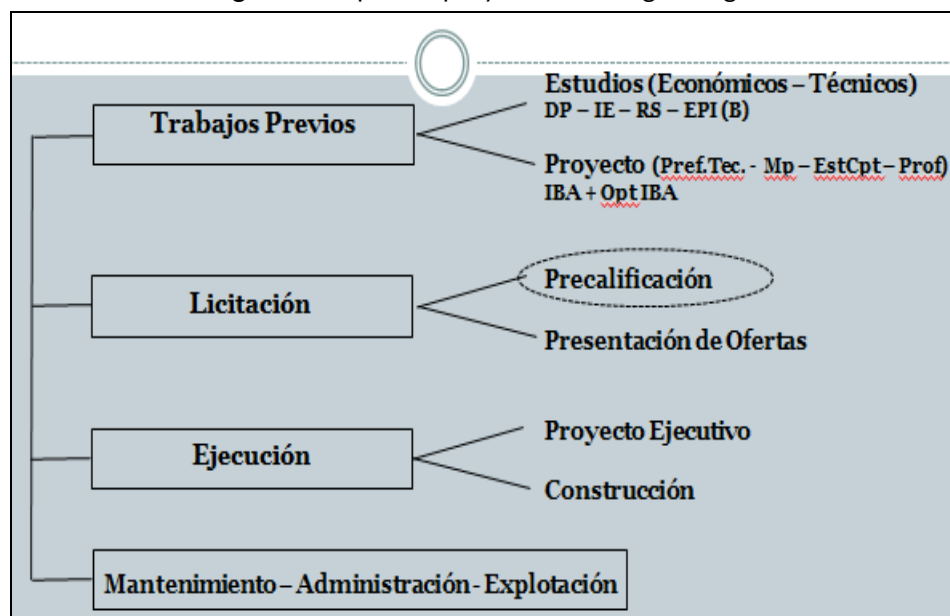 Estudios (Económicos – Técnicos)
Trabajos Previos
DP – IE – RS – EPI (B)
Proyecto (Pref.Tec. - Mp – EstCpt – Prof)
IBA + Opt IBA
Licitación
Precalificación
Presentación de Ofertas
Ejecución
Proyecto Ejecutivo
Construcción
Mantenimiento – Administración - Explotación